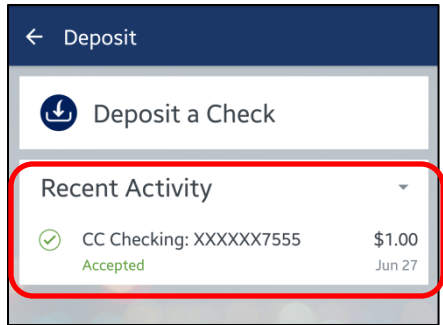 Deposit
Deposit a Check
Recent Activity
CC Checking: XXXXXX7555 $1.00
Accepted Jun 27